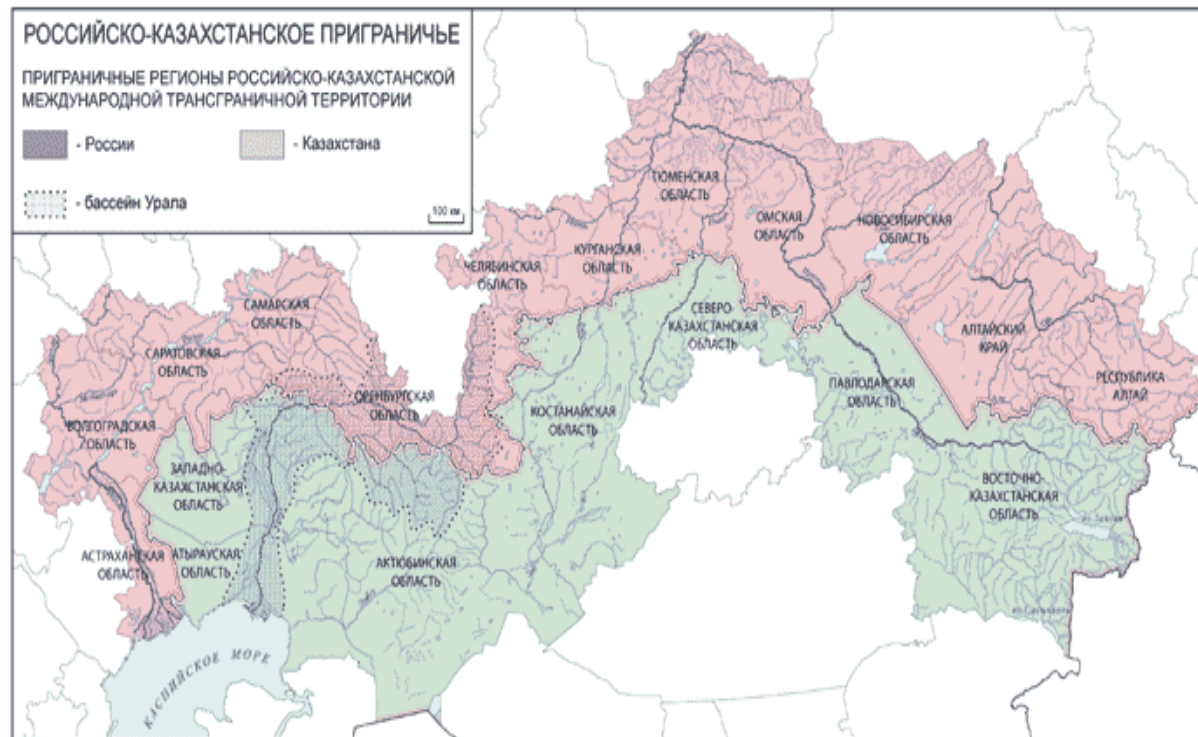 РОССИЙСКО-КАЗАХСТАНСКОЕ ПРИГРАНИЧЬЕ
ПРИГРАНИЧНЫЕ РЕГИОНЫ РОССИЙСКО-КАЗАХСТАНСКОЙ
МЕЖДУНАРОДНОЙ ТРАНСГРАНИЧНОЙ ТЕРРИТОРИИ
- России
- Казахстана
- бассейн Урала
100 км
ТЮМЕНСКАЯ
ОБЛАСТЬ
ОМСКАЯ
ОБЛАСТЬ
НОВОСИБИРСКАЯ
ОБЛАСТЬ
КУРГАНСКАЯ
ОБЛАСТЬ
ЧЕЛЯБИНСКАЯ
ОБЛАСТЬ
САМАРСКАЯ
ОБЛАСТЬ
СЕВЕРО-
КАЗАХСТАНСКАЯ
ОБЛАСТЬ
АЛТАЙСКИЙ
КРАЙ
САРАТОВСКАЯ
ОБЛАСТЬ
РЕСПУБЛИКА
АЛТАЙ
ПАВЛОДАРСКАЯ
ОБЛАСТЬ
ОРЕНБУРГСКАЯ
ОБЛАСТЬ
КОСТАНАЙСКАЯ
ОБЛАСТЬ
ВОЛГОГРАДСКАЯ
ОБЛАСТЬ
ЗАПАДНО-
КАЗАХСТАНСКАЯ
ОБЛАСТЬ
ВОСТОЧНО-
КАЗАХСТАНСКАЯ
ОБЛАСТЬ
АСТРАХАНСКАЯ
ОБЛАСТЬ
АТЫРАУСКАЯ
ОБЛАСТЬ
АКТЮБИНСКАЯ
ОБЛАСТЬ
КАСПИЙСКОЕ МОРЕ